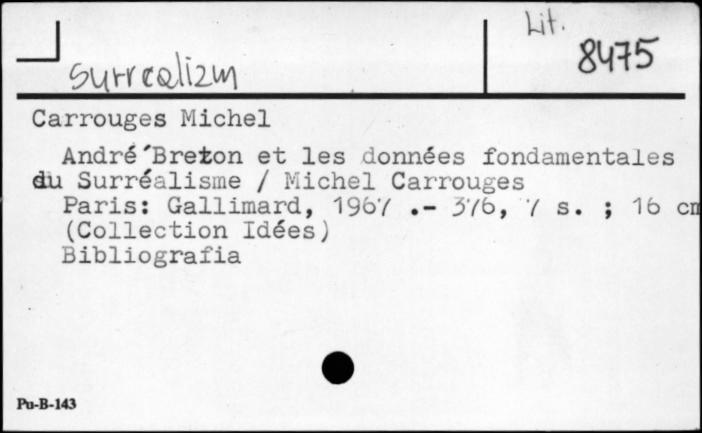 Lit.
8475
Surrealizm
Carrouges Michel
André Breton et les données fondamentales
du Surréalisme / Michel Carrouges
Paris: Gallimard, 1967 .- 376, 7 s. ; 16 cm
(Collection Idées)
Bibliografia
Pu-B-143